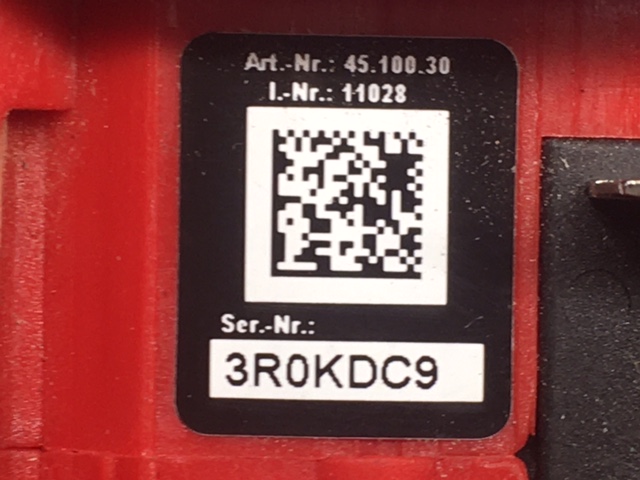 Art.-Nr.: 45.100.30
I.-Nr.: 11028
Ser.-Nr.:
3R0KDC9